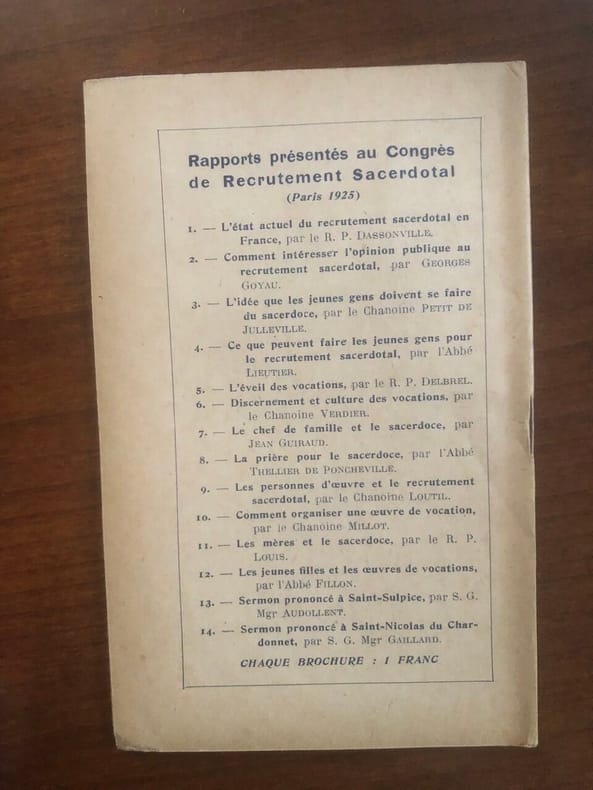 Rapports présentés au Congrès
de Recrutement Sacerdotal
(Paris 1925)
1. — L'état actuel du recrutement sacerdotal en
France, par le R. P. DASSONVILLE.
2. — Comment intéresser l'opinion publique au
recrutement sacerdotal, par GEORGES
GOYAU.
3. — L'idée que les jeunes gens doivent se faire
du sacerdoce, par le Chanoine PETIT DE
JULLEVILLE.
4. — Ce que peuvent faire les jeunes gens pour
le recrutement sacerdotal, par l'Abbé
LIEUTIER.
5. — L'éveil des vocations, par le R. P. DELBREL.
6. — Discernement et culture des vocations, par
le Chanoine VERDIER.
7. — Le chef de famille et le sacerdoce, par
JEAN GUIRAUD.
8. — La prière pour le sacerdoce, par l'Abbé
THELLIER DE PONCHEVILLE.
9. — Les personnes d'œuvre et le recrutement
sacerdotal, par le Chanoine LOUTIL.
10. — Comment organiser une œuvre de vocation,
par le Chanoine MILLOT.
11. — Les mères et le sacerdoce, par le R. P.
LOUIS.
12. — Les jeunes filles et les œuvres de vocations,
par l'Abbé FILLON.
13. — Sermon prononcé à Saint-Sulpice, par S. G.
Mgr AUDOLLENT.
14. — Sermon prononcé à Saint-Nicolas du Char-
donnet, par S. G. Mgr GAILLARD.
CHAQUE BROCHURE : 1 FRANC